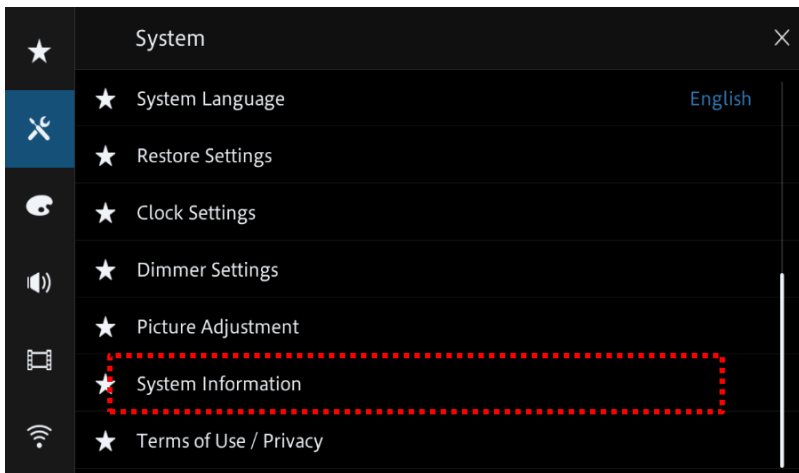 System
System Language English
Restore Settings
Clock Settings
Dimmer Settings
Picture Adjustment
System Information
Terms of Use / Privacy